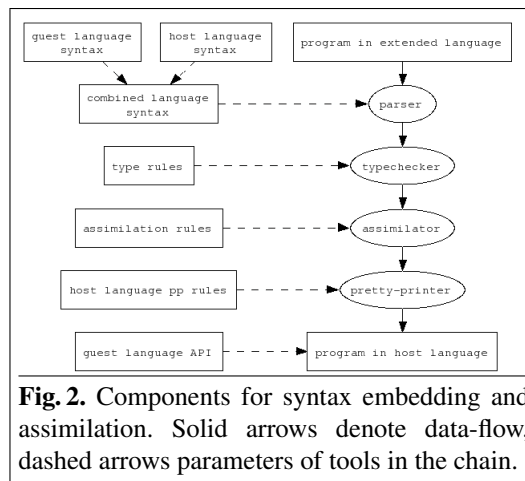 guest language
syntax
host language
syntax
program in extended language
combined language
syntax
parser
type rules
typechecker
assimilation rules
assimilator
host language pp rules
pretty-printer
guest language API
program in host language
Fig. 2. Components for syntax embedding and
assimilation. Solid arrows denote data-flow,
dashed arrows parameters of tools in the chain.